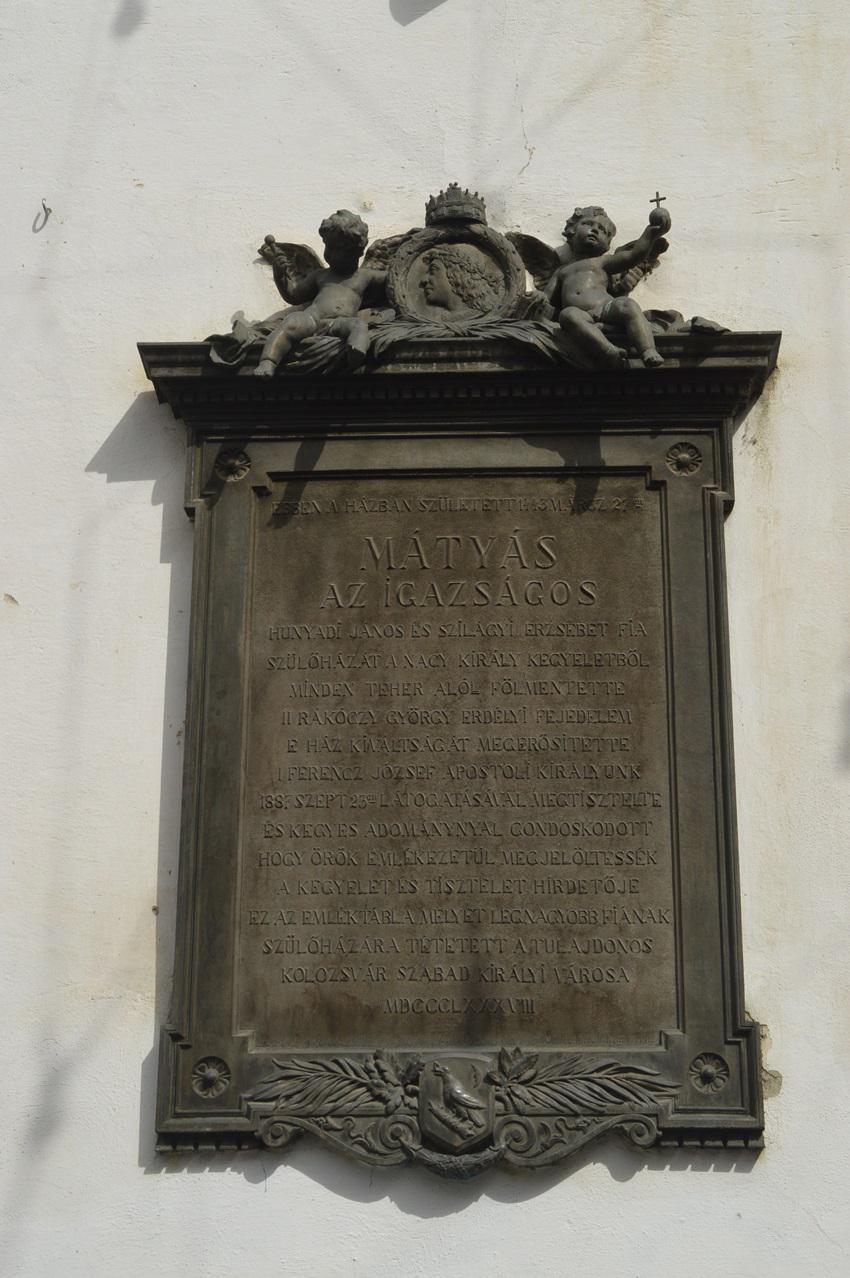 EBBEN A HÁZBAN SZÜLETETT 1443 MÁRCZ. 27én
MÁTYÁS
AZ IGAZSÁGOS
HUNYADI JÁNOS ÉS SZILÁGYI ERZSÉBET FIA
SZÜLŐHÁZÁT A NAGY KIRÁLY KEGYELETBŐL
MINDEN TEHER ALÓL FÖLMENTETTE
II RÁKÓCZY GYÖRGY ERDÉLYI FEJEDELEM
E HÁZ KIVÁLTSÁGÁT MEGERŐSITETTE
I FERENCZ JÓZSEF APOSTOLI KIRÁLYUNK
1887. SZEPT 23án LÁTOGATÁSÁVAL MEGTISZTELTE
ÉS KEGYES ADOMÁNYNYAL GONDOSKODOTT
HOGY ÖRÖK EMLÉKEZETÜL MEGJELÖLTESSÉK
A KEGYELET ÉS TISZTELET HIRDETŐJE
EZ AZ EMLÉKTÁBLA MELYET LEGNAGYOBB FIÁNAK
SZÜLŐHÁZÁRA TÉTETETT A TULAJDONOS
KOLOZSVÁR SZABAD KIRÁLYI VÁROSA
MDCCCLXXXVIII